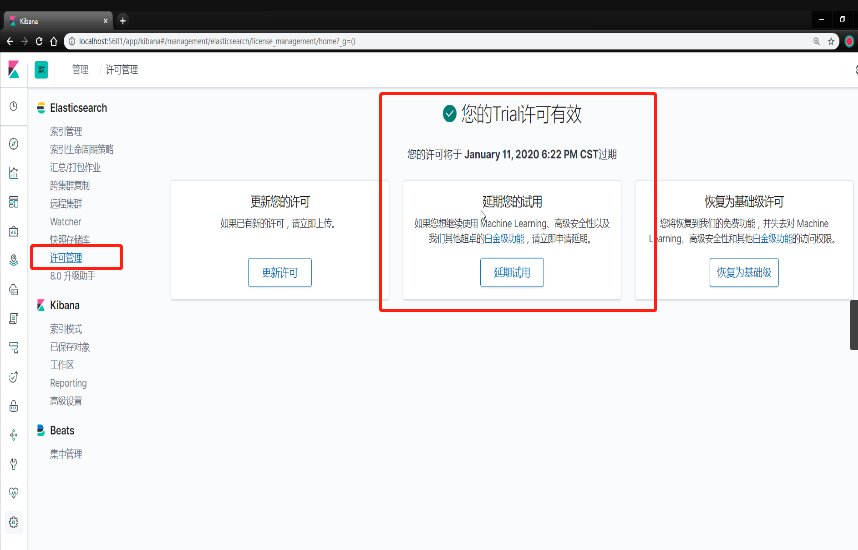 Kibana
localhost:5601/app/kibana#/management/elasticsearch/license_management/home?_g=()
数
管理 许可管理
Elasticsearch
索引管理
索引生命周期策略
汇总/打包作业
跨集群复制
远程集群
Watcher
快照存储库
许可管理
8.0 升级助手
Kibana
索引模式
已保存对象
工作区
Reporting
高级设置
Beats
集中管理
您的Trial许可有效
您的许可将于 January 11, 2020 6:22 PM CST过期
更新您的许可
如果已有新的许可，请立即上传。
更新许可
延期您的试用
如果您想继续使用 Machine Learning、高级安全性以及
我们其他超卓的白金级功能，请立即申请延期。
延期试用
恢复为基础级许可
您将恢复到我们的免费功能，并失去对 Machine
Learning、高级安全性和其他白金级功能的访问权限。
恢复为基础级